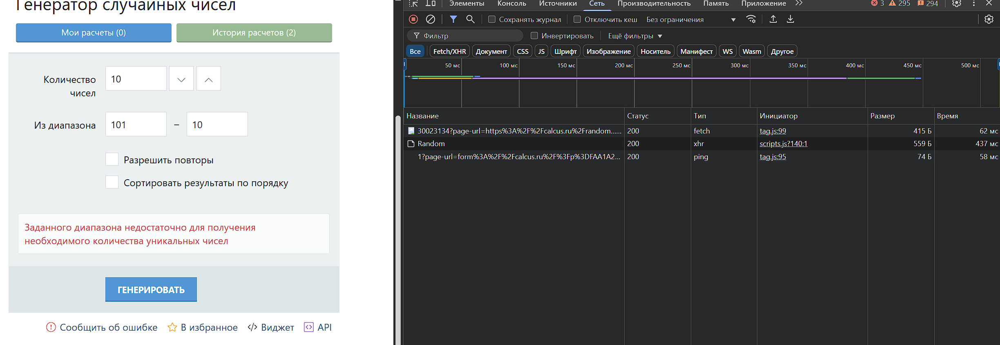 Генератор случайных чисел
Мои расчеты (0)
История расчетов (2)
Количество
чисел
10
Из диапазона
101
–
10
Разрешить повторы
Сортировать результаты по порядку
Заданного диапазона недостаточно для получения
необходимого количества уникальных чисел
ГЕНЕРИРОВАТЬ
Сообщить об ошибке
В избранное
Виджет
API
Элементы Консоль Источники Сеть Производительность Память Приложение 3 295 294
Сохранять журнал Отключить кеш Без ограничения
Фильтр Инвертировать Ещё фильтры
Все Fetch/XHR Документ CSS JS Шрифт Изображение Носитель Манифест WS Wasm Другое
50 мс 100 мс 150 мс 200 мс 250 мс 300 мс 350 мс 400 мс 450 мс 500 мс
Название Статус Тип Инициатор Размер Время
30023134?page-url=https%3A%2F%2Fcalcus.ru%2Frandom...... 200 fetch tag.js:99 415 Б 62 мс
Random 200 xhr scripts.js?140:1 559 Б 437 мс
1?page-url=form%3A%2F%2Fcalcus.ru%2F%3Fp%3DFAA1A2... 200 ping tag.js:95 74 Б 58 мс